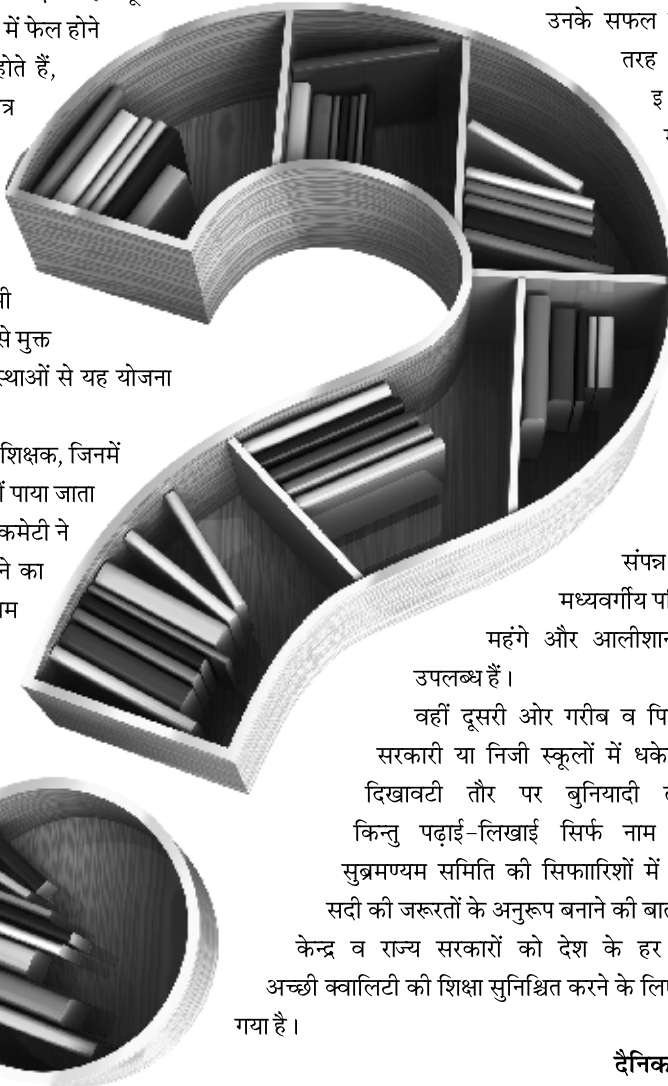 में फेल होने
होते हैं,
से मुक्त
स्थाओं से यह योजना
शिक्षक, जिनमें
पाया जाता
कमेटी ने
ने का
उनके सफल
तरह
इ
संपन्न
मध्यवर्गीय
महंगे और आलीशान
उपलब्ध हैं।
वहीं दूसरी ओर गरीब व
सरकारी या निजी स्कूलों में
दिखावटी तौर पर बुनियादी
किन्तु पढ़ाई-लिखाई सिर्फ नाम
सुब्रमण्यम समिति की सिफाारिशों में
सदी की जरूरतों के अनुरूप बनाने की बात
केन्द्र व राज्य सरकारों को देश के हर
अच्छी क्वालिटी की शिक्षा सुनिश्चित करने के लिए
गया है।
दैनिक